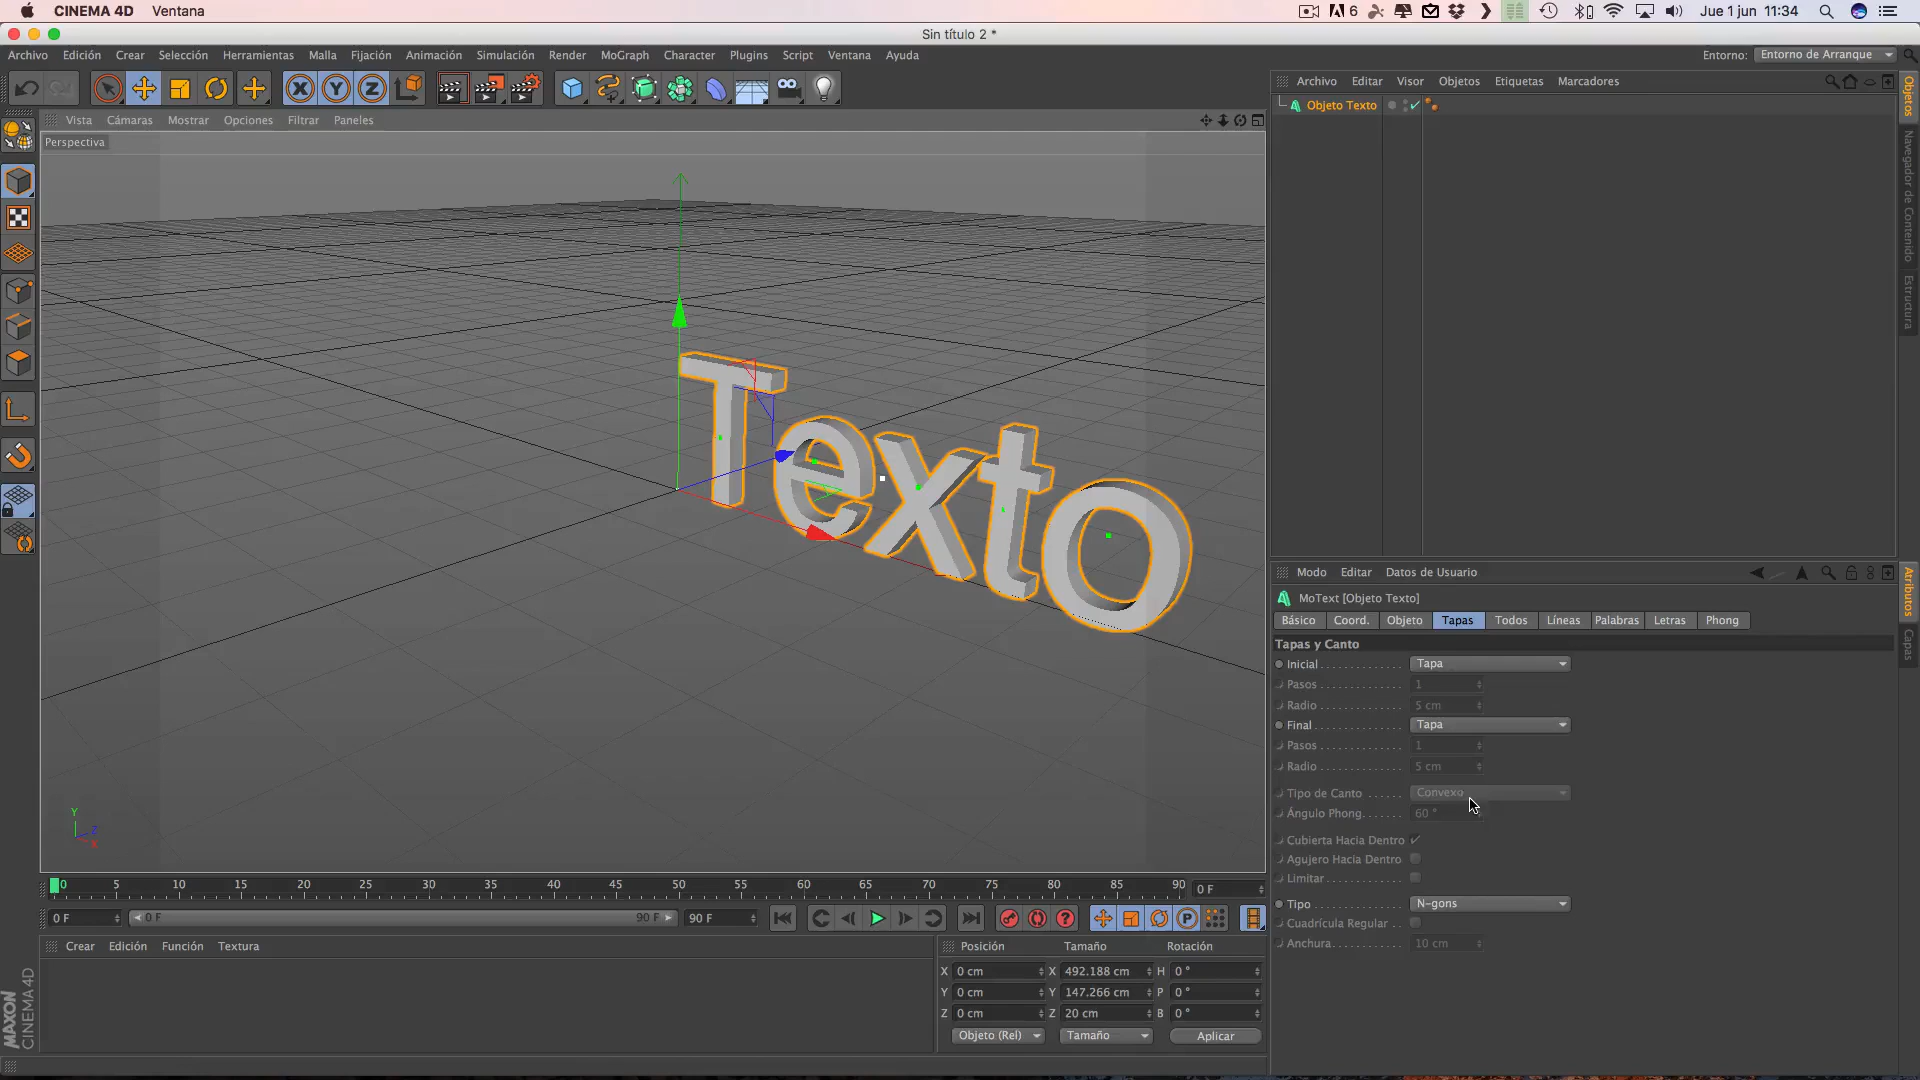 CINEMA 4D Ventana
6
Jue 1 jun 11:34
Sin título 2 *
Archivo Edición Crear Selección Herramientas Malla Fijación Animación Simulación Render MoGraph Character Plugins Script Ventana Ayuda
Entorno: Entorno de Arranque
X Y Z
Archivo Editar Visor Objetos Etiquetas Marcadores
Objeto Texto
Vista Cámaras Mostrar Opciones Filtrar Paneles
Perspectiva
Texto
Y
Z
X
Objetos
Navegador de Contenido
Estructura
Modo Editar Datos de Usuario
MoText [Objeto Texto]
Básico Coord. Objeto Tapas Todos Líneas Palabras Letras Phong
Tapas y Canto
Inicial Tapa
Pasos 1
Radio 5 cm
Final Tapa
Pasos 1
Radio 5 cm
Tipo de Canto Convexo
Ángulo Phong 60 °
Cubierta Hacia Dentro
Agujero Hacia Dentro
Limitar
Tipo N-gons
Cuadrícula Regular
Anchura 10 cm
Atributos
Capas
0 5 10 15 20 25 30 35 40 45 50 55 60 65 70 75 80 85 90 0 F
0 F 0 F 90 F 90 F
P
Crear Edición Función Textura
Posición Tamaño Rotación
X 0 cm X 492.188 cm H 0 °
Y 0 cm Y 147.266 cm P 0 °
Z 0 cm Z 20 cm B 0 °
Objeto (Rel) Tamaño Aplicar
MAXON
CINEMA 4D